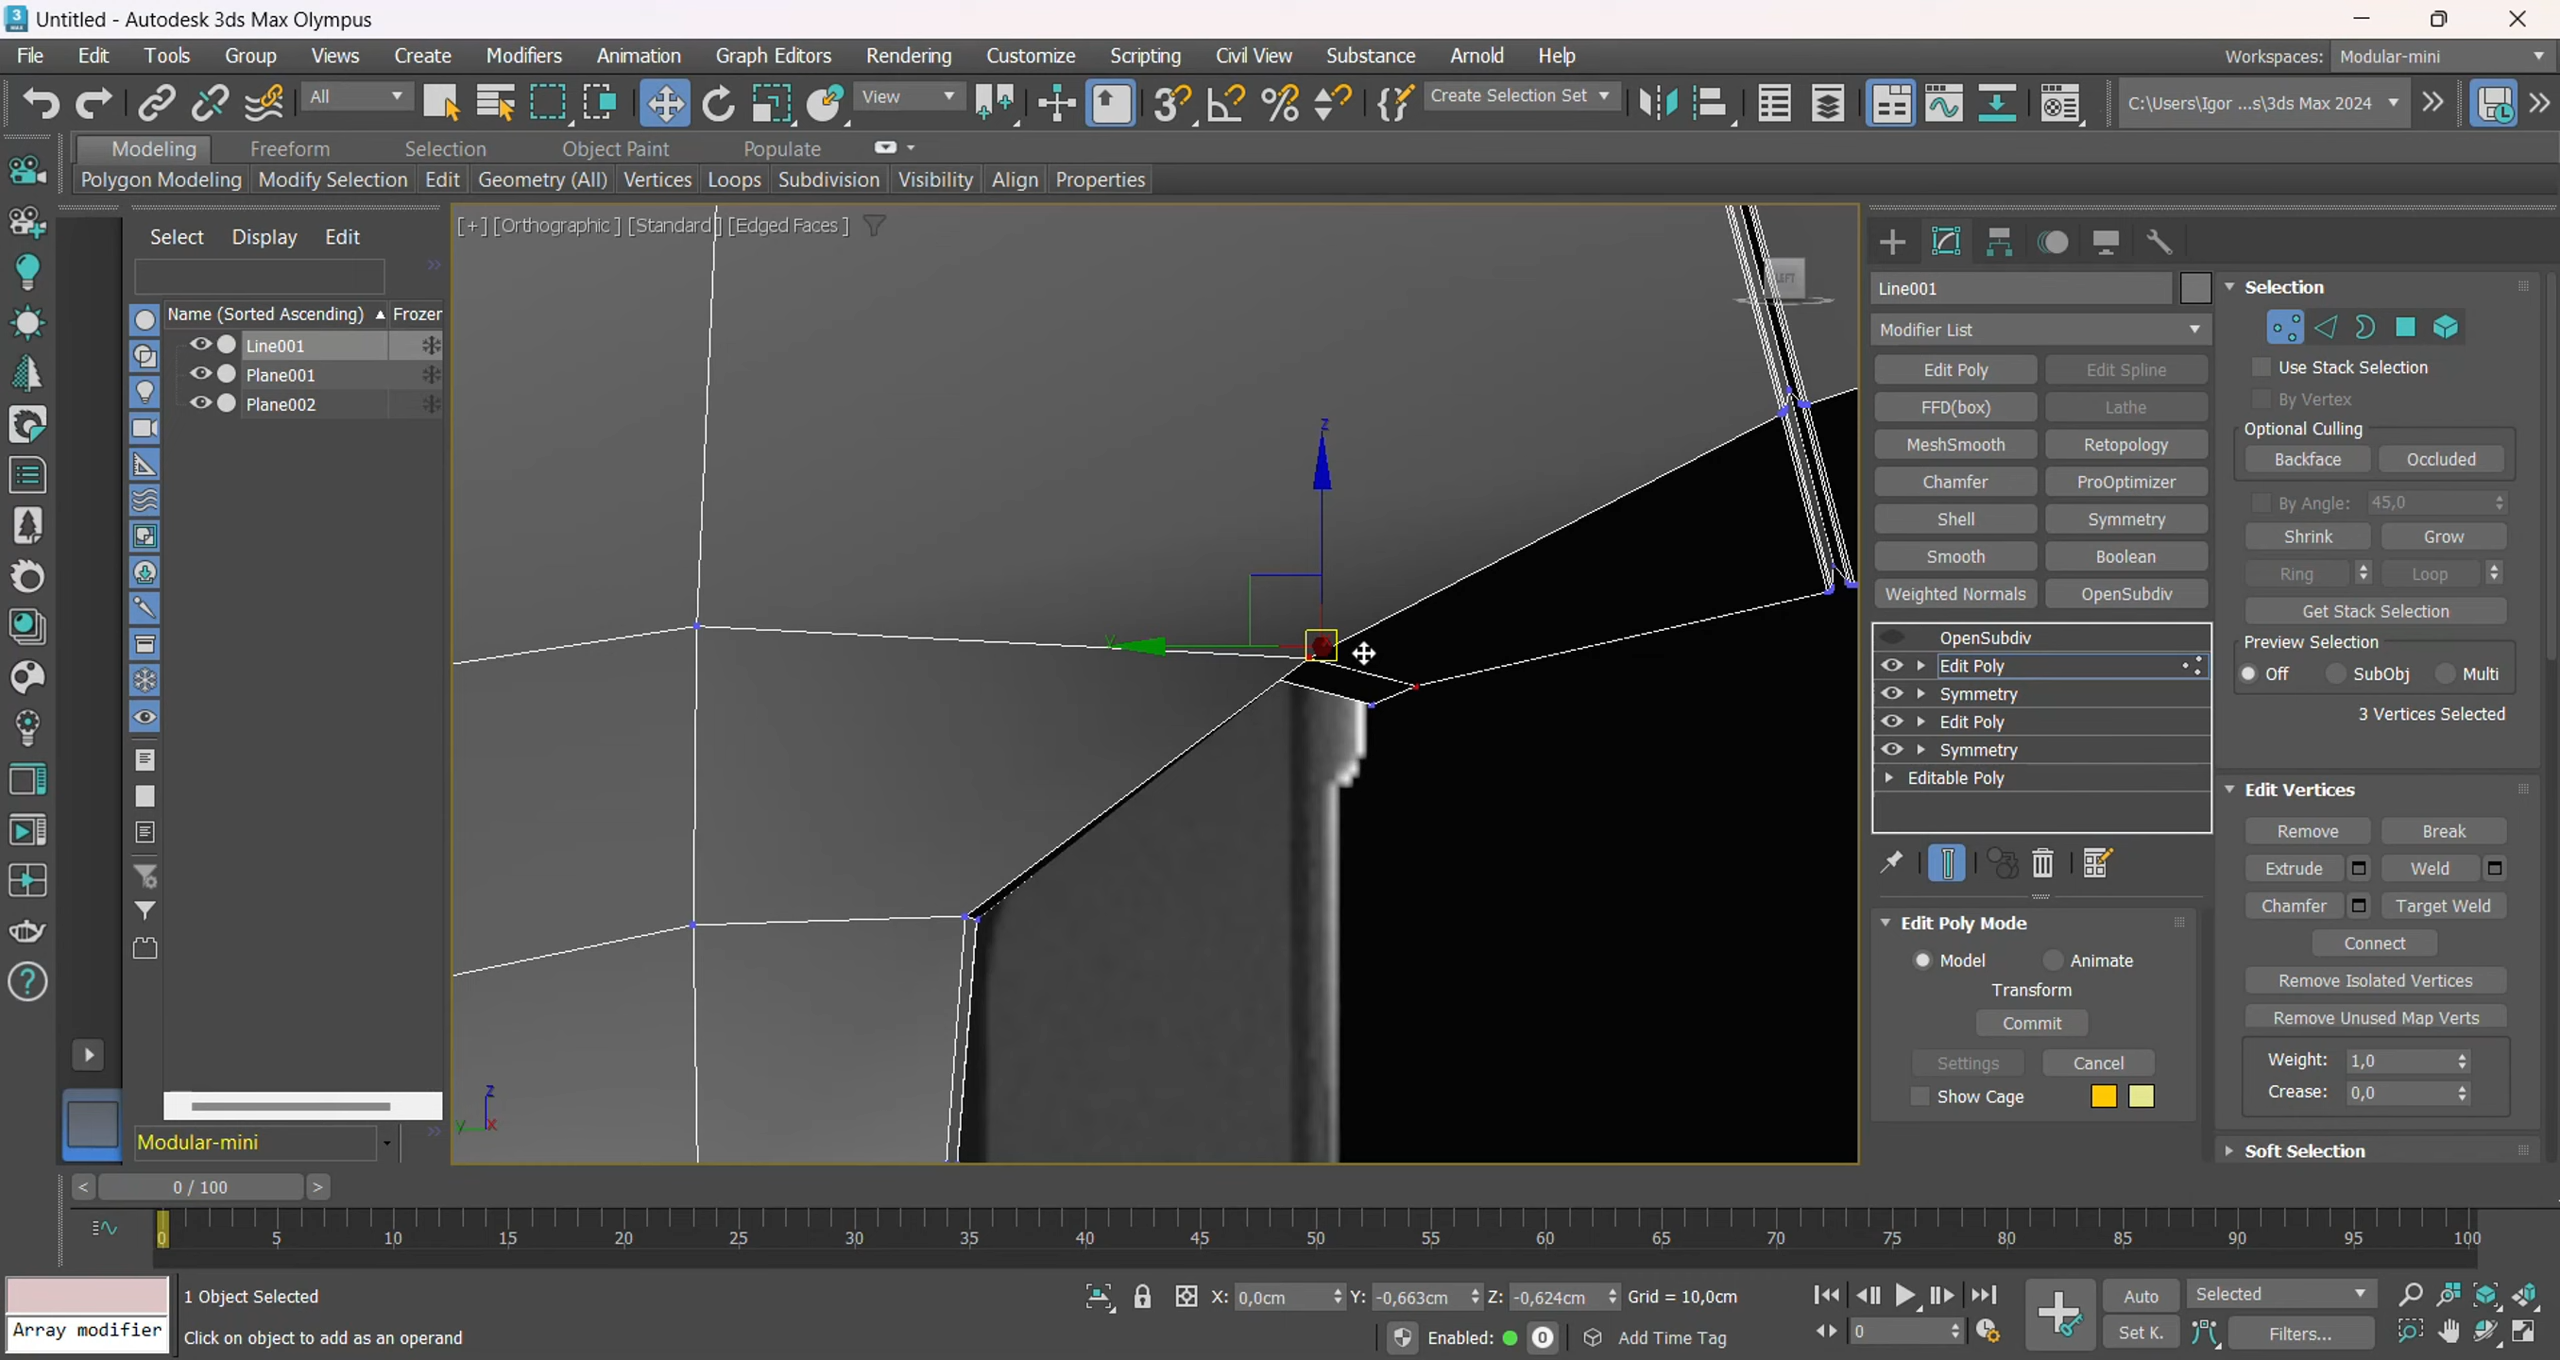 Untitled - Autodesk 3ds Max Olympus
File Edit Tools Group Views Create Modifiers Animation Graph Editors Rendering Customize Scripting Civil View Substance Arnold Help Workspaces: Modular-mini
All View Create Selection Set C:\Users\Igor ...s\3ds Max 2024
Modeling Freeform Selection Object Paint Populate
Polygon Modeling Modify Selection Edit Geometry (All) Vertices Loops Subdivision Visibility Align Properties
Select Display Edit
Name (Sorted Ascending) Frozen
Line001
Plane001
Plane002
Modular-mini
[+] [Orthographic ] [Standard ] [Edged Faces ]
LEFT
z
y
x
z
y x
Line001
Modifier List
Edit Poly Edit Spline
FFD(box) Lathe
MeshSmooth Retopology
Chamfer ProOptimizer
Shell Symmetry
Smooth Boolean
Weighted Normals OpenSubdiv
OpenSubdiv
Edit Poly
Symmetry
Edit Poly
Symmetry
Editable Poly
Edit Poly Mode
Model Animate
Transform
Commit
Settings Cancel
Show Cage
Selection
Use Stack Selection
By Vertex
Optional Culling
Backface Occluded
By Angle: 45,0
Shrink Grow
Ring Loop
Get Stack Selection
Preview Selection
Off SubObj Multi
3 Vertices Selected
Edit Vertices
Remove Break
Extrude Weld
Chamfer Target Weld
Connect
Remove Isolated Vertices
Remove Unused Map Verts
Weight: 1,0
Crease: 0,0
Soft Selection
< 0 / 100 >
0 5 10 15 20 25 30 35 40 45 50 55 60 65 70 75 80 85 90 95 100
1 Object Selected X: 0,0cm Y: -0,663cm Z: -0,624cm Grid = 10,0cm Auto Selected
Array modifier Click on object to add as an operand Enabled: 0 Add Time Tag 0 Set K. Filters...